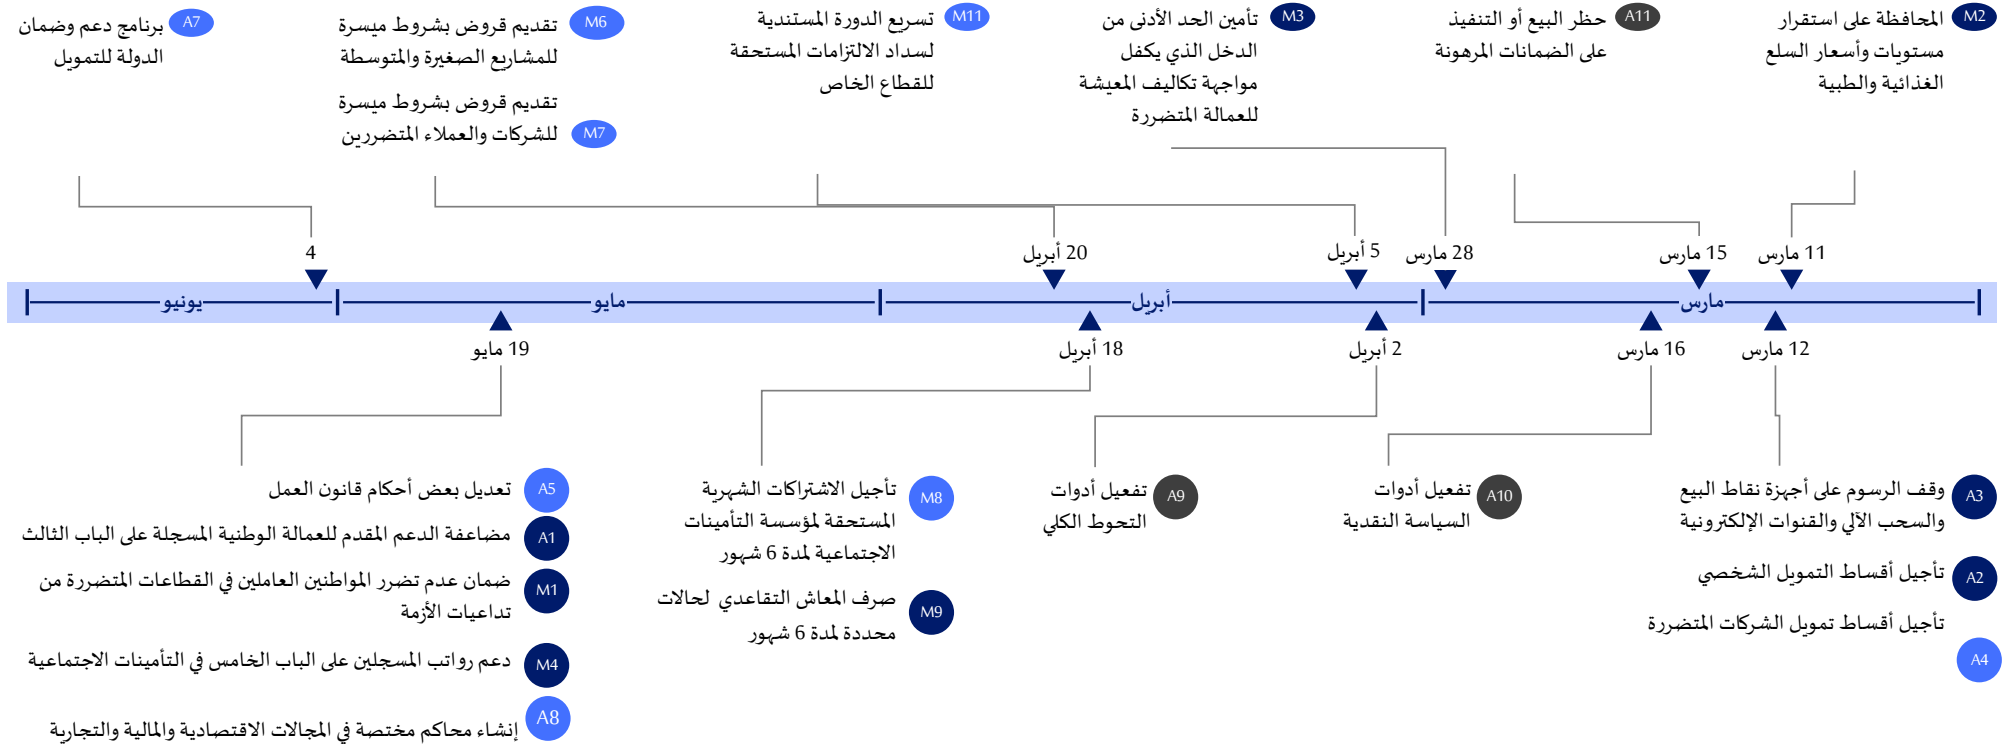 M2
المحافظة على استقرار
مستويات وأسعار السلع
الغذائية والطبية
A11
حظر البيع أو التنفيذ
على الضمانات المرهونة
M3
تأمين الحد الأدنى من
الدخل الذي يكفل
مواجهة تكاليف المعيشة
للعمالة المتضررة
M11
تسريع الدورة المستندية
لسداد الالتزامات المستحقة
للقطاع الخاص
M6
تقديم قروض بشروط ميسرة
للمشاريع الصغيرة والمتوسطة
تقديم قروض بشروط ميسرة
M7
للشركات والعملاء المتضررين
A7
برنامج دعم وضمان
الدولة للتمويل
11 مارس
15 مارس
28 مارس
5 أبريل
20 أبريل
4
مارس
أبريل
مايو
يونيو
12 مارس
16 مارس
2 أبريل
18 أبريل
19 مايو
A3
وقف الرسوم على أجهزة نقاط البيع
والسحب الآلي والقنوات الإلكترونية
A2
تأجيل أقساط التمويل الشخصي
تأجيل أقساط تمويل الشركات المتضررة
A4
A10
تفعيل أدوات
السياسة النقدية
A9
تفعيل أدوات
التحوط الكلي
M8
تأجيل الاشتراكات الشهرية
المستحقة لمؤسسة التأمينات
الاجتماعية لمدة 6 شهور
M9
صرف المعاش التقاعدي لحالات
محددة لمدة 6 شهور
A5
تعديل بعض أحكام قانون العمل
A1
مضاعفة الدعم المقدم للعمالة الوطنية المسجلة على الباب الثالث
M1
ضمان عدم تضرر المواطنين العاملين في القطاعات المتضررة من
تداعيات الأزمة
M4
دعم رواتب المسجلين على الباب الخامس في التأمينات الاجتماعية
A8
إنشاء محاكم مختصة في المجالات الاقتصادية والمالية والتجارية